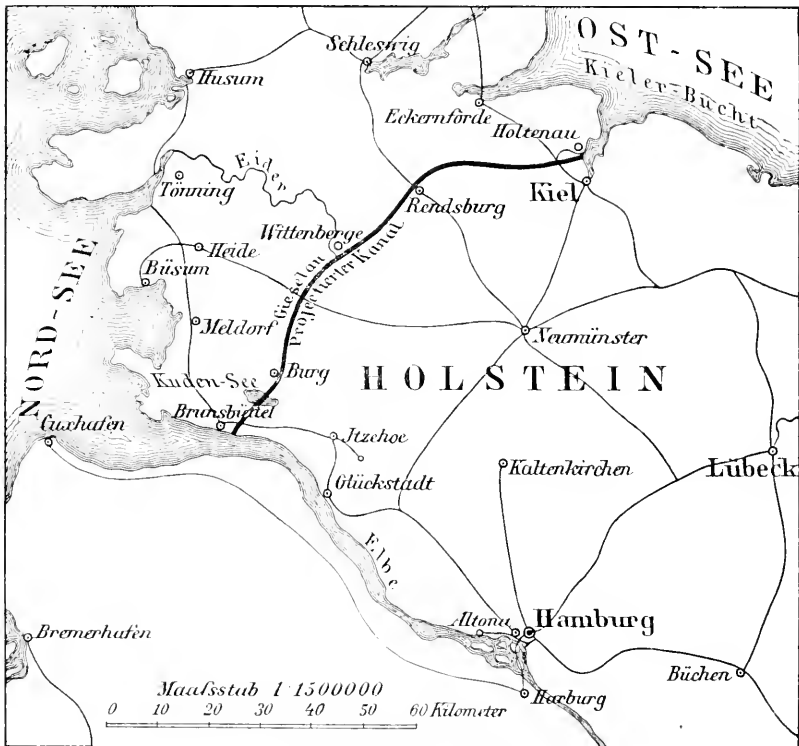 OST-SEE
Kieler-Bucht
Schleswig
Husum
Eckernförde
Holtenau
Eider
Tönning
Kiel
Rendsburg
Wittenberge
Heide
Büsum
Gieselau
Projectierter Kanal
NORD-SEE
Meldorf
Neumünster
Burg
HOLSTEIN
Kuden-See
Brunsbüttel
Cuxhafen
Jtzehoe
Kaltenkirchen
Lübeck
Glückstadt
Elbe
Altona
Hamburg
Bremerhafen
Büchen
Harburg
Maafsstab 1:1500000
0 10 20 30 40 50 60 Kilometer